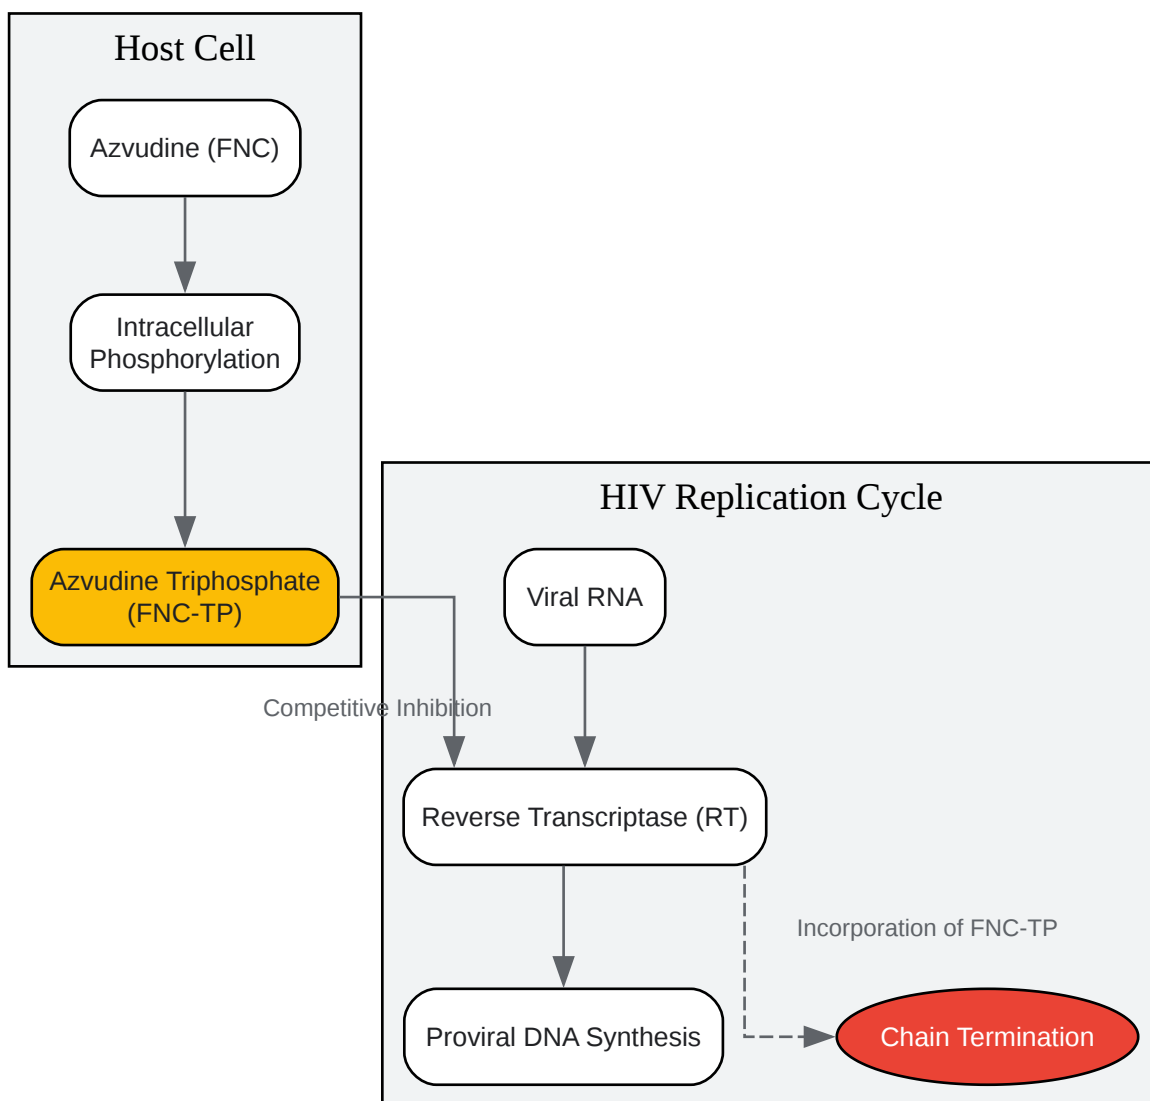 Host Cell
Azvudine (FNC)
Intracellular
Phosphorylation
Azvudine Triphosphate
(FNC-TP)
HIV Replication Cycle
Viral RNA
Competitive Inhibition
Reverse Transcriptase (RT)
Incorporation of FNC-TP
Proviral DNA Synthesis
Chain Termination